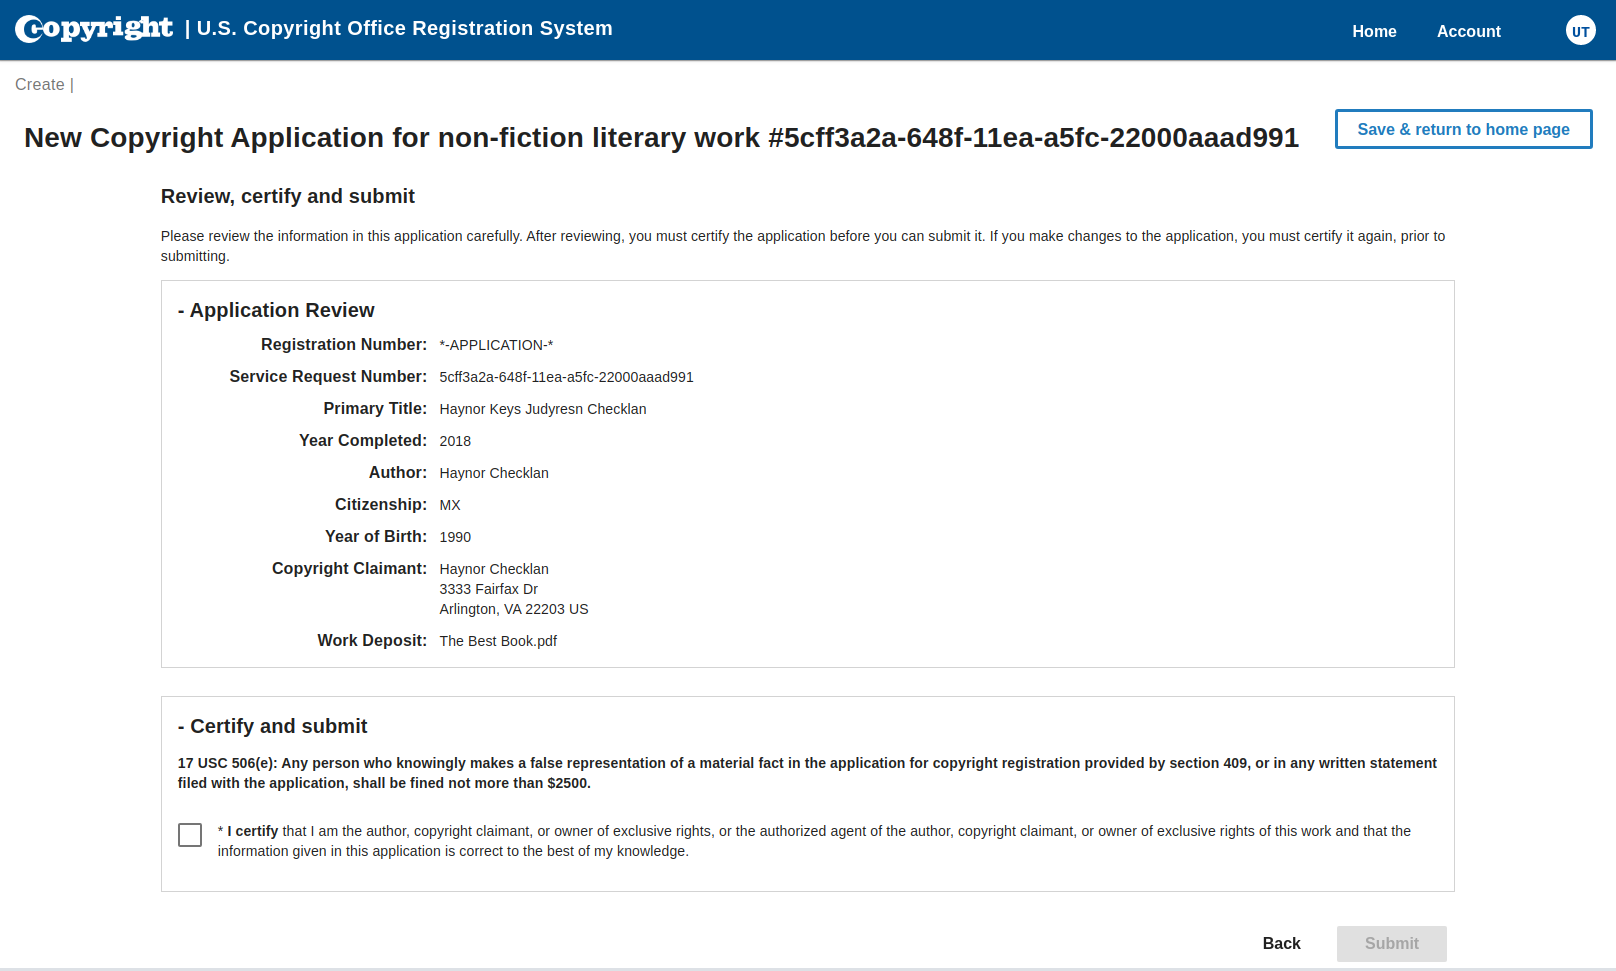 Copyright | U.S. Copyright Office Registration System
Home
Account
UT
Create |
New Copyright Application for non-fiction literary work #5cff3a2a-648f-11ea-a5fc-22000aaad991
Save & return to home page
Review, certify and submit
Please review the information in this application carefully. After reviewing, you must certify the application before you can submit it. If you make changes to the application, you must certify it again, prior to
submitting.
- Application Review
Registration Number: *-APPLICATION-*
Service Request Number: 5cff3a2a-648f-11ea-a5fc-22000aaad991
Primary Title: Haynor Keys Judyresn Checklan
Year Completed: 2018
Author: Haynor Checklan
Citizenship: MX
Year of Birth: 1990
Copyright Claimant: Haynor Checklan
3333 Fairfax Dr
Arlington, VA 22203 US
Work Deposit: The Best Book.pdf
- Certify and submit
17 USC 506(e): Any person who knowingly makes a false representation of a material fact in the application for copyright registration provided by section 409, or in any written statement
filed with the application, shall be fined not more than $2500.
* I certify that I am the author, copyright claimant, or owner of exclusive rights, or the authorized agent of the author, copyright claimant, or owner of exclusive rights of this work and that the
information given in this application is correct to the best of my knowledge.
Back
Submit